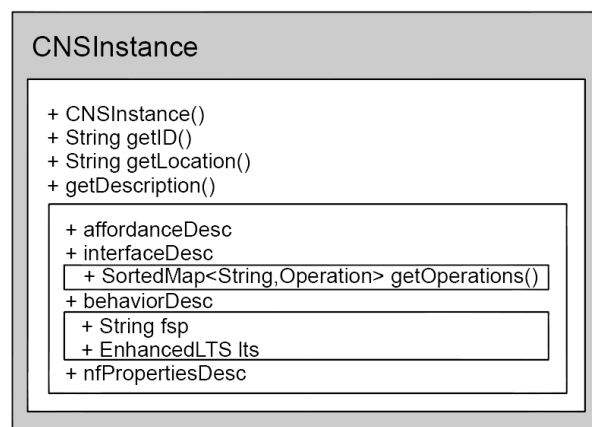 CNSInstance
+ CNSInstance()
+ String getID()
+ String getLocation()
+ getDescription()
+ affordanceDesc
+ interfaceDesc
+ SortedMap<String,Operation> getOperations()
+ behaviorDesc
+ String fsp
+ EnhancedLTS lts
+ nfPropertiesDesc